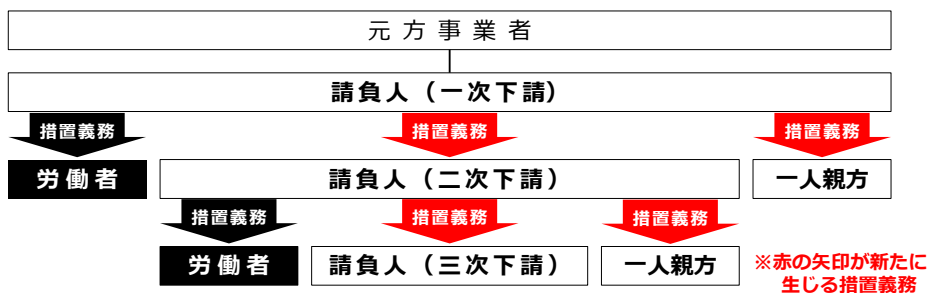 元方事業者
請負人（一次下請）
措置義務 措置義務 措置義務
労働者 請負人（二次下請） 一人親方
措置義務 措置義務 措置義務
労働者 請負人（三次下請） 一人親方
※赤の矢印が新たに
生じる措置義務